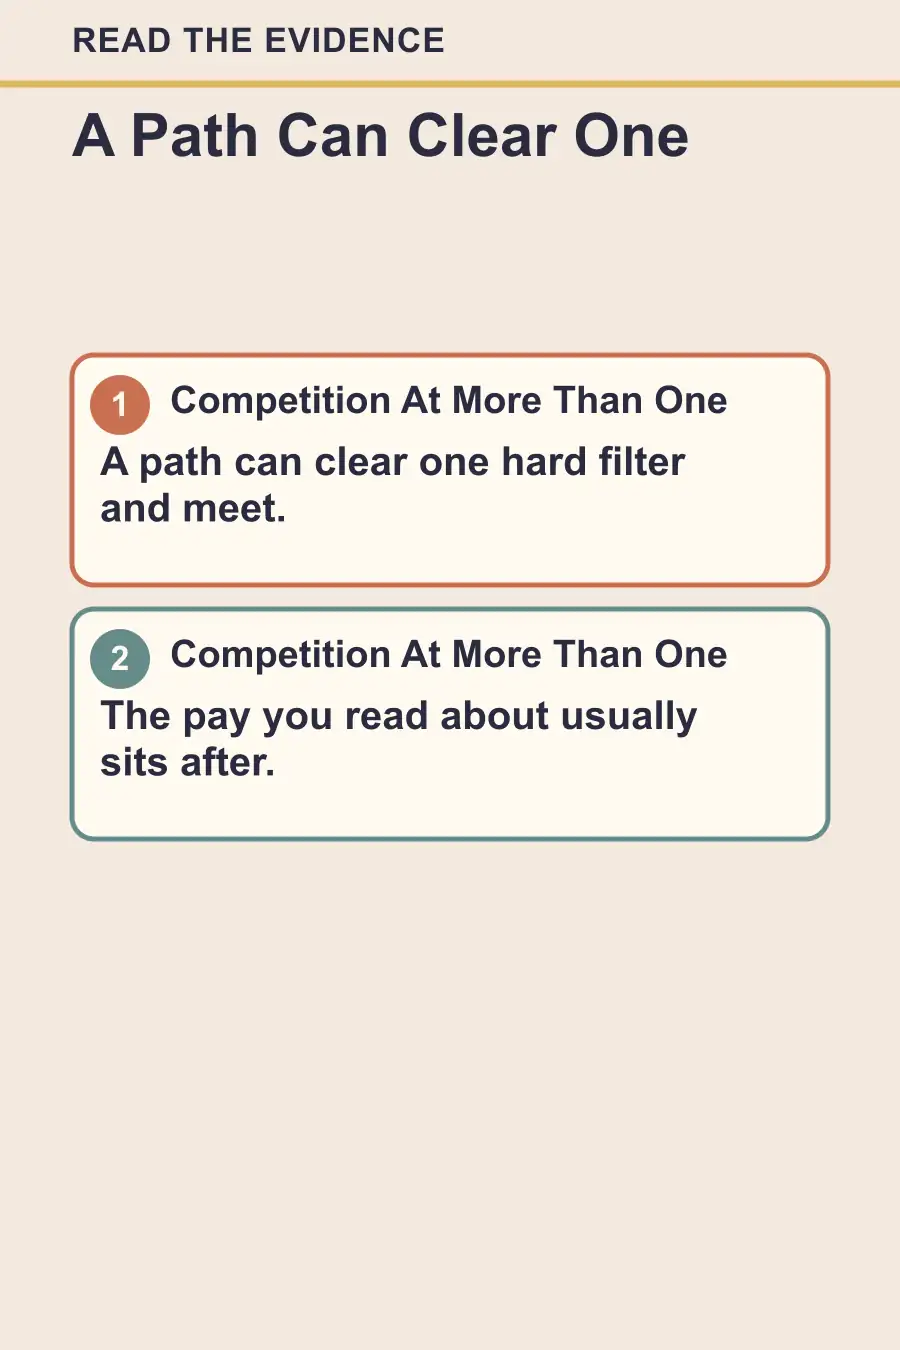 READ THE EVIDENCE
A Path Can Clear One
1 Competition At More Than One
A path can clear one hard filter
and meet.
2 Competition At More Than One
The pay you read about usually
sits after.